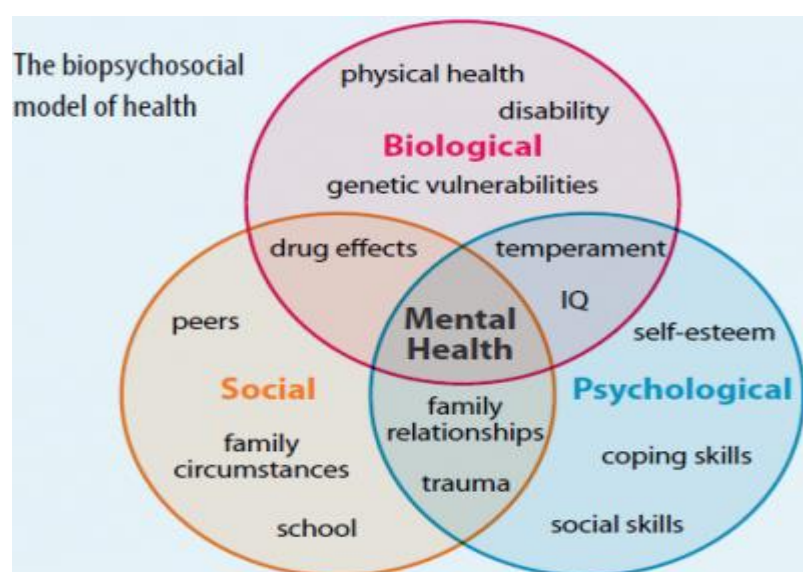 The biopsychosocial
model of health
physical health
disability
Biological
genetic vulnerabilities
drug effects
temperament
IQ
peers
Mental
Health
self-esteem
Social
Psychological
family
relationships
family
circumstances
coping skills
trauma
school
social skills